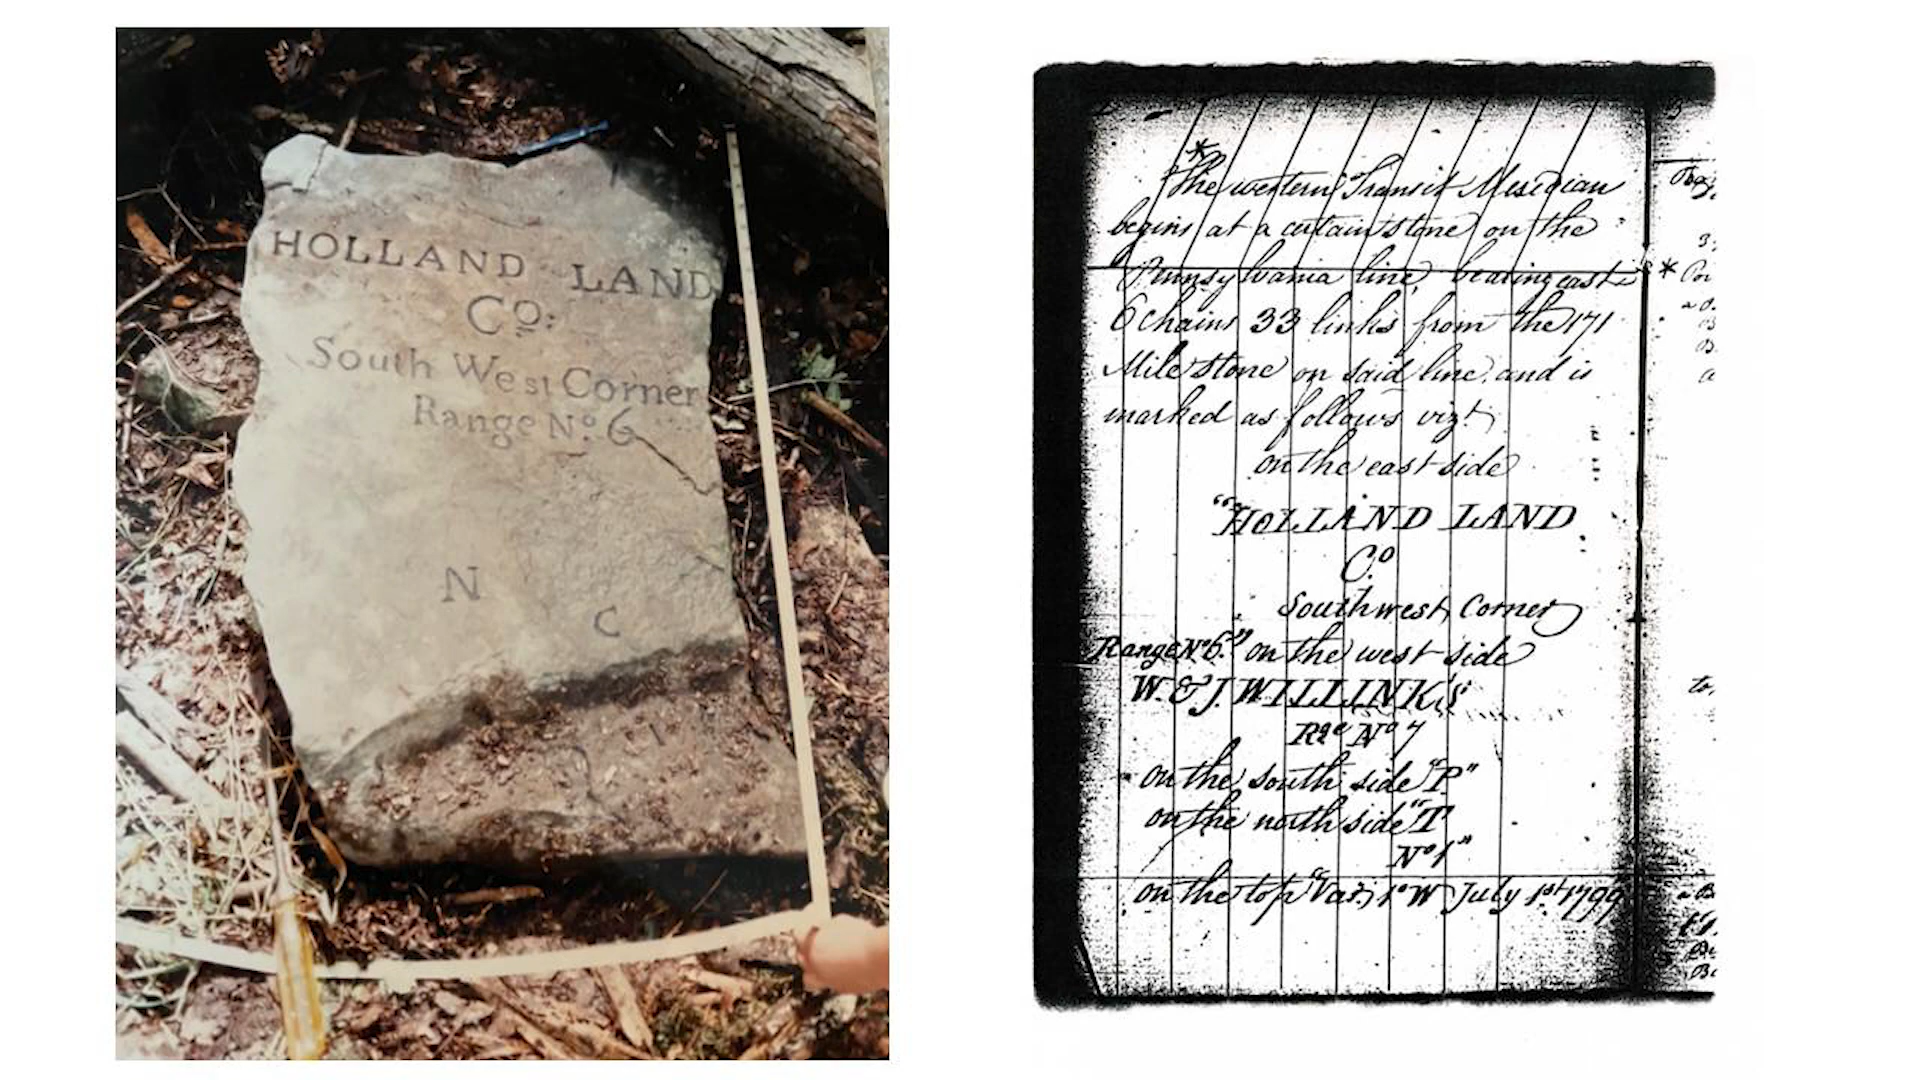 HOLLAND LAND
Co:
South West Corner
Range No. 6
N
C
*
The western Transit Meridian
begins at a certain stone on the
Pennsylvania line, bearing east
6 chains 33 links from the 171
Mile stone on said line, and is
marked as follows vizt.
on the east side
"HOLLAND LAND
Co.
Southwest Corner
Range No 6." on the west side
W. & J. WILLINK's
Rge No 7
on the south side "P"
on the north side "T
No 1"
on the top "Var. 1° W July 1st 1799
*
to,